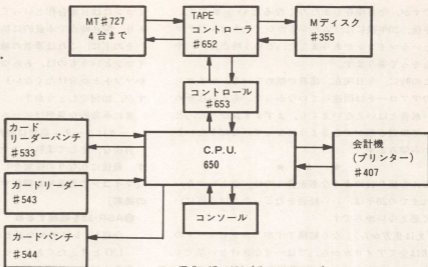 MT♯727
4台まで
TAPE
コントローラ
♯652
Mディスク
♯355
コントロール
♯653
カード
リーダーパンチ
♯533
C.P.U.
650
会計機
(プリンター)
♯407
カードリーダー
♯543
コンソール
カードパンチ
♯544